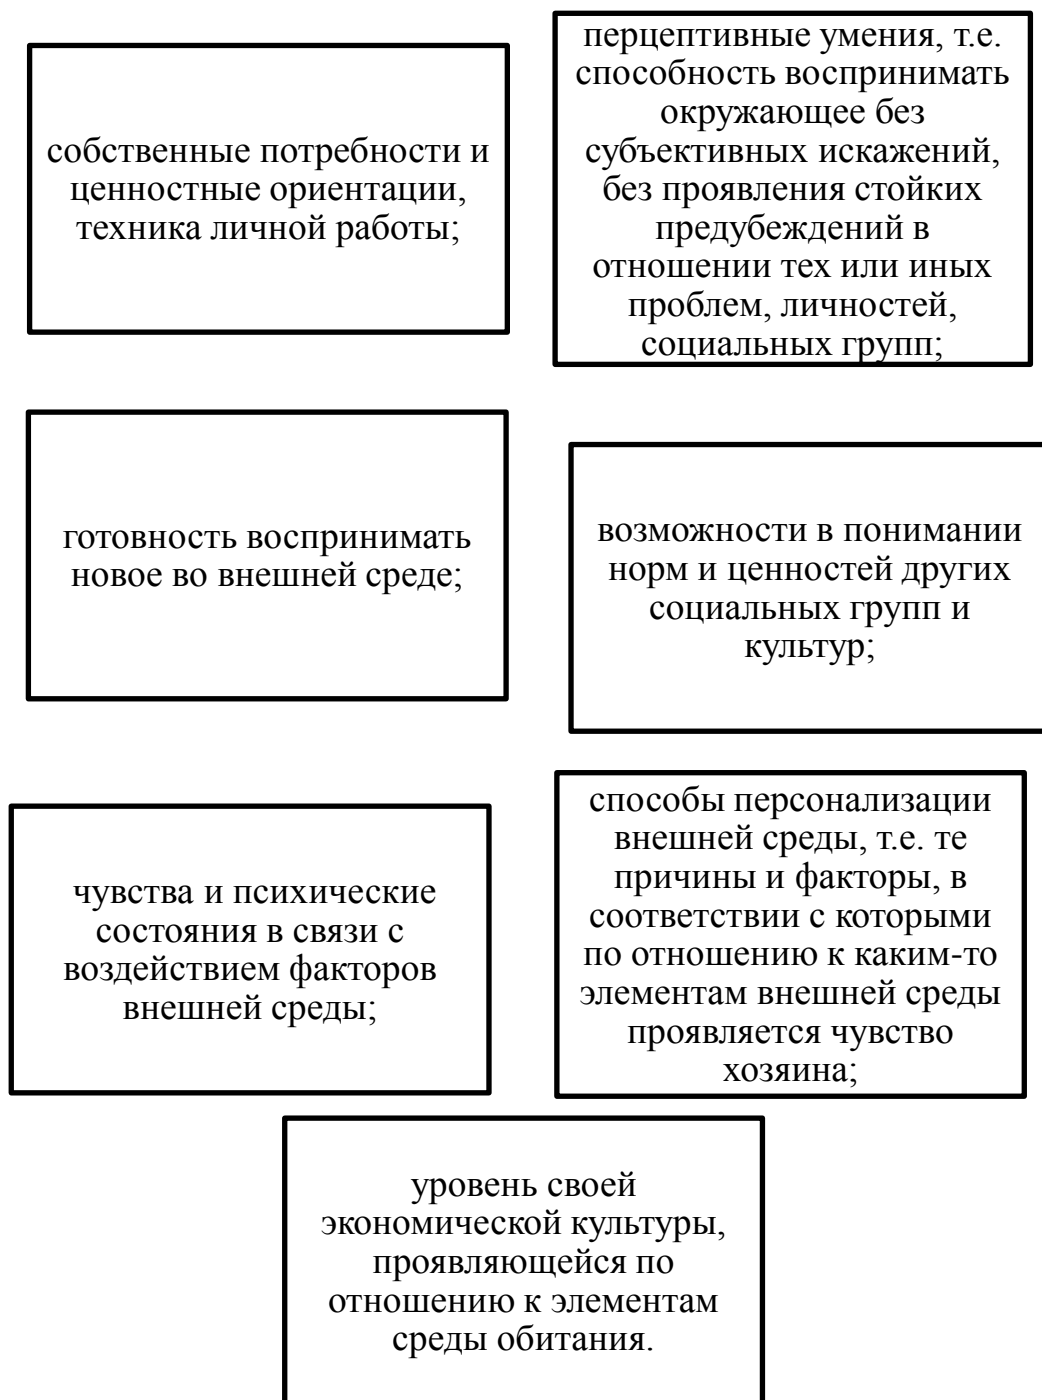 собственные потребности и
ценностные ориентации,
техника личной работы;
перцептивные умения, т.е.
способность воспринимать
окружающее без
субъективных искажений,
без проявления стойких
предубеждений в
отношении тех или иных
проблем, личностей,
социальных групп;
готовность воспринимать
новое во внешней среде;
возможности в понимании
норм и ценностей других
социальных групп и
культур;
чувства и психические
состояния в связи с
воздействием факторов
внешней среды;
способы персонализации
внешней среды, т.е. те
причины и факторы, в
соответствии с которыми
по отношению к каким-то
элементам внешней среды
проявляется чувство
хозяина;
уровень своей
экономической культуры,
проявляющейся по
отношению к элементам
среды обитания.